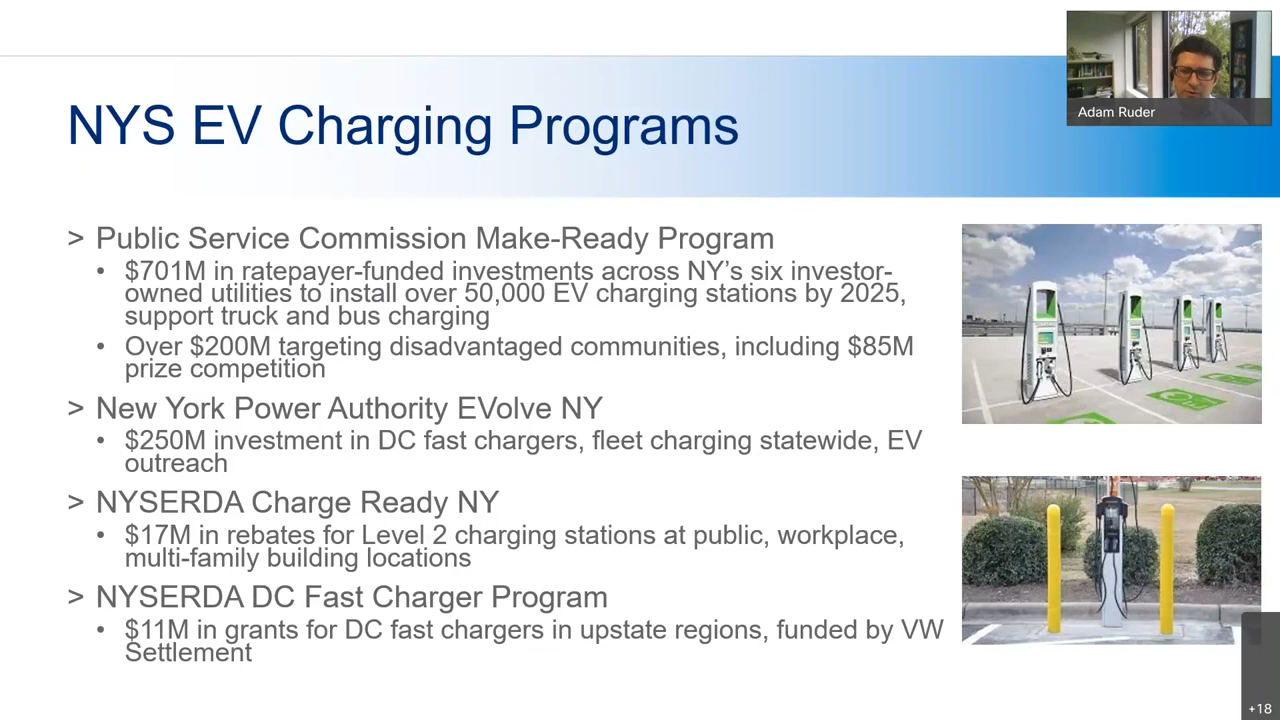 Adam Ruder
NYS EV Charging Programs
> Public Service Commission Make-Ready Program
• $701M in ratepayer-funded investments across NY's six investor-
owned utilities to install over 50,000 EV charging stations by 2025,
support truck and bus charging
• Over $200M targeting disadvantaged communities, including $85M
prize competition
> New York Power Authority EVolve NY
• $250M investment in DC fast chargers, fleet charging statewide, EV
outreach
> NYSERDA Charge Ready NY
• $17M in rebates for Level 2 charging stations at public, workplace,
multi-family building locations
> NYSERDA DC Fast Charger Program
• $11M in grants for DC fast chargers in upstate regions, funded by VW
Settlement
+18